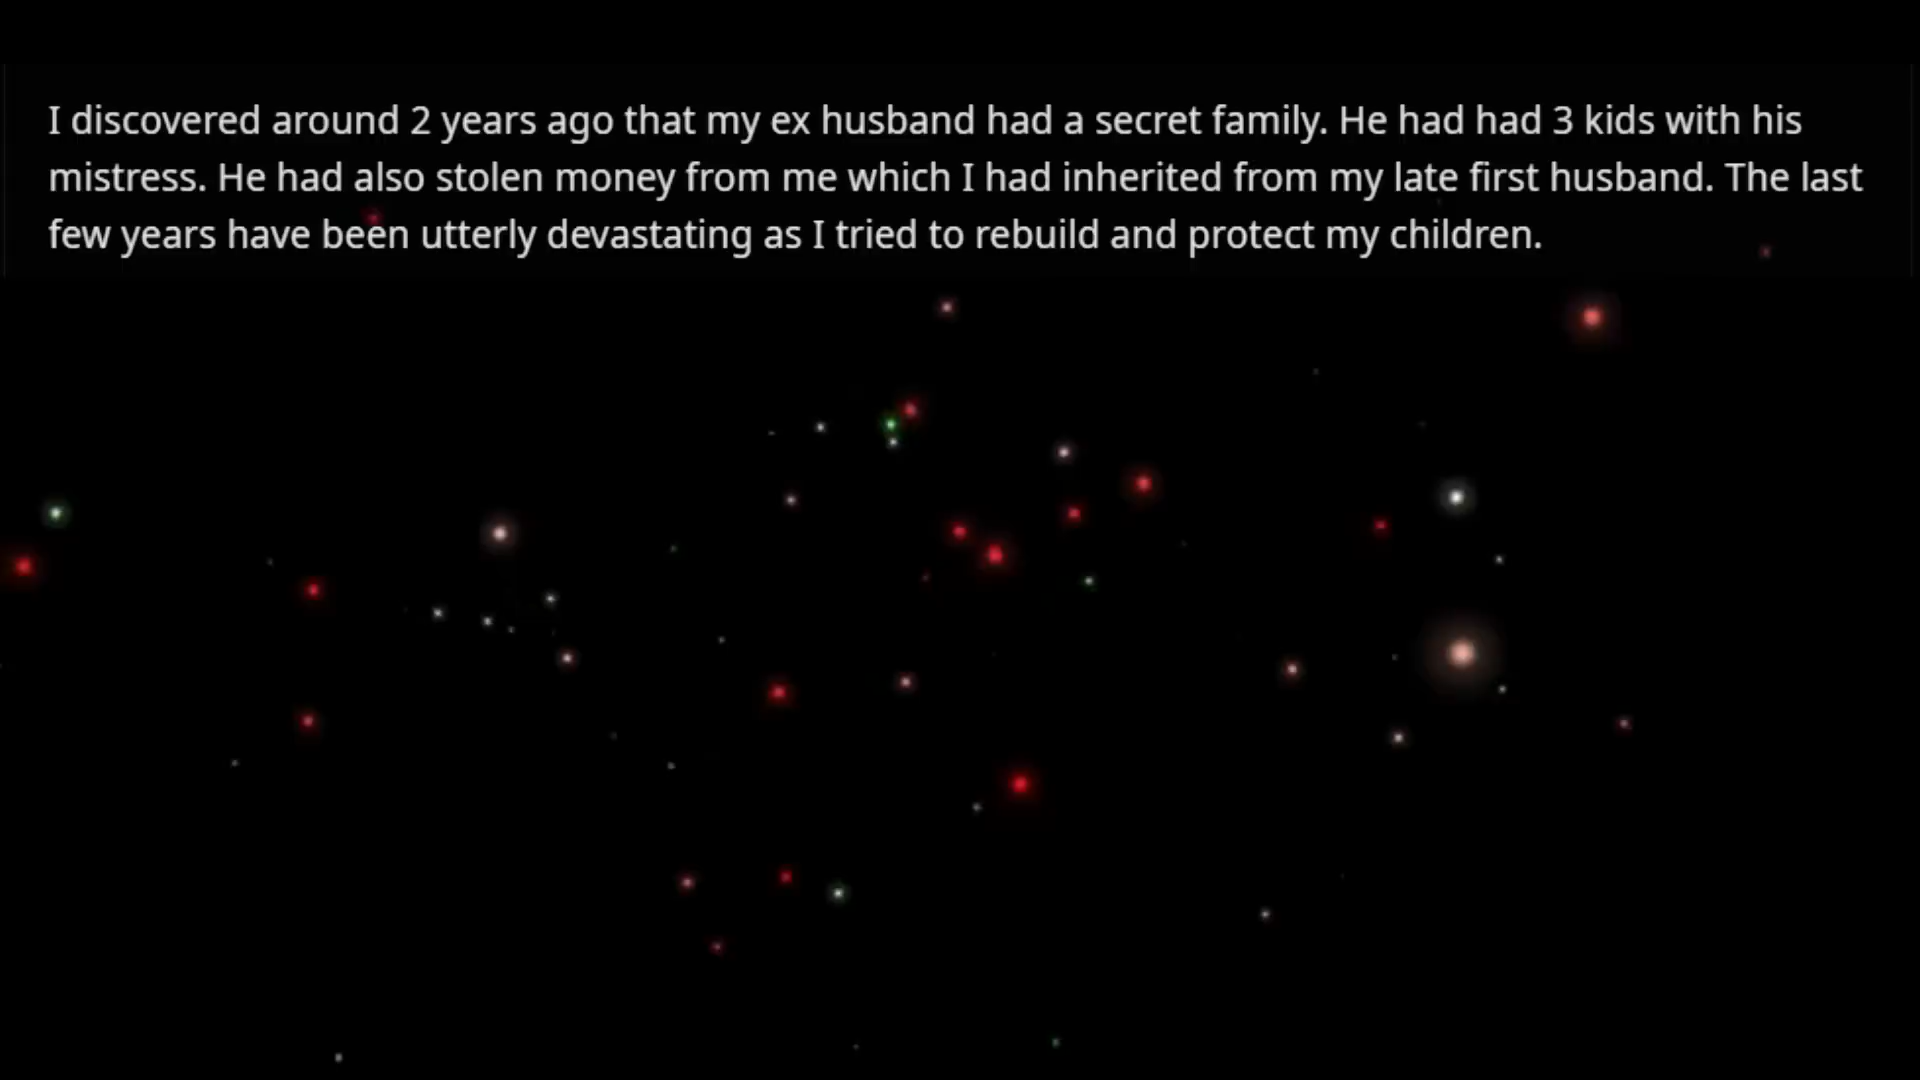 I discovered around 2 years ago that my ex husband had a secret family. He had had 3 kids with his
mistress. He had also stolen money from me which I had inherited from my late first husband. The last
few years have been utterly devastating as I tried to rebuild and protect my children.